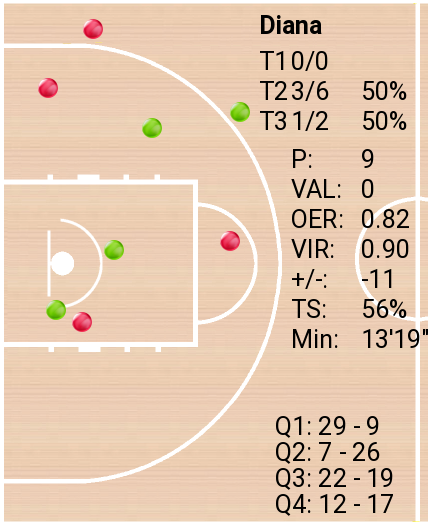 Diana
T1 0/0
T2 3/6 50%
T3 1/2 50%
P: 9
VAL: 0
OER: 0.82
VIR: 0.90
+/-: -11
TS: 56%
Min: 13'19"
Q1: 29 - 9
Q2: 7 - 26
Q3: 22 - 19
Q4: 12 - 17